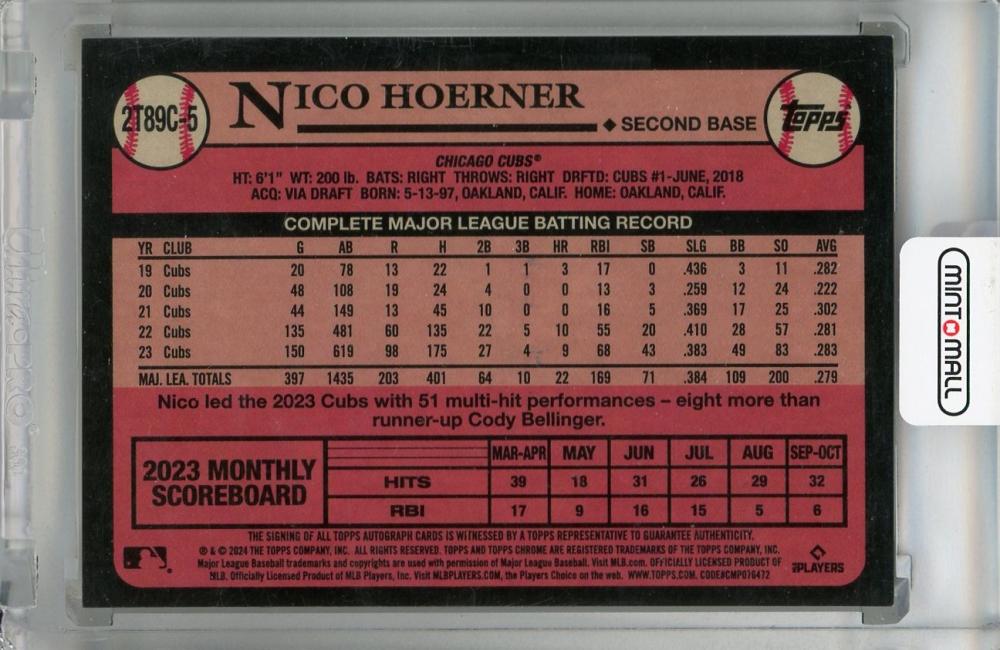 2T89C-5
NICO HOERNER
◆ SECOND BASE
TOPPS
CHICAGO CUBS®
HT: 6'1" WT: 200 lb. BATS: RIGHT THROWS: RIGHT DRFTD: CUBS #1-JUNE, 2018
ACQ: VIA DRAFT BORN: 5-13-97, OAKLAND, CALIF. HOME: OAKLAND, CALIF.
COMPLETE MAJOR LEAGUE BATTING RECORD
YR CLUB G AB R H 2B 3B HR RBI SB SLG BB SO AVG
19 Cubs 20 78 13 22 1 1 3 17 0 .436 3 11 .282
20 Cubs 48 108 19 24 4 0 0 13 3 .259 12 24 .222
21 Cubs 44 149 13 45 10 0 0 16 5 .369 17 25 .302
22 Cubs 135 481 60 135 22 5 10 55 20 .410 28 57 .281
23 Cubs 150 619 98 175 27 4 9 68 43 .383 49 83 .283
MAJ. LEA. TOTALS 397 1435 203 401 64 10 22 169 71 .384 109 200 .279
Nico led the 2023 Cubs with 51 multi-hit performances – eight more than
runner-up Cody Bellinger.
2023 MONTHLY
SCOREBOARD
MAR-APR MAY JUN JUL AUG SEP-OCT
HITS 39 18 31 26 29 32
RBI 17 9 16 15 5 6
THE SIGNING OF ALL TOPPS AUTOGRAPH CARDS IS WITNESSED BY A TOPPS REPRESENTATIVE TO GUARANTEE AUTHENTICITY.
® & © 2024 THE TOPPS COMPANY, INC. ALL RIGHTS RESERVED. TOPPS AND TOPPS CHROME ARE REGISTERED TRADEMARKS OF THE TOPPS COMPANY, INC.
Major League Baseball trademarks and copyrights are used with permission of Major League Baseball. Visit MLB.com. OFFICIALLY LICENSED PRODUCT OF
MLB. Officially Licensed Product of MLB Players, Inc. Visit MLBPLAYERS.COM, the Players Choice on the web. WWW.TOPPS.COM. CODE#CMP076472
PLAYERS
MINT MALL